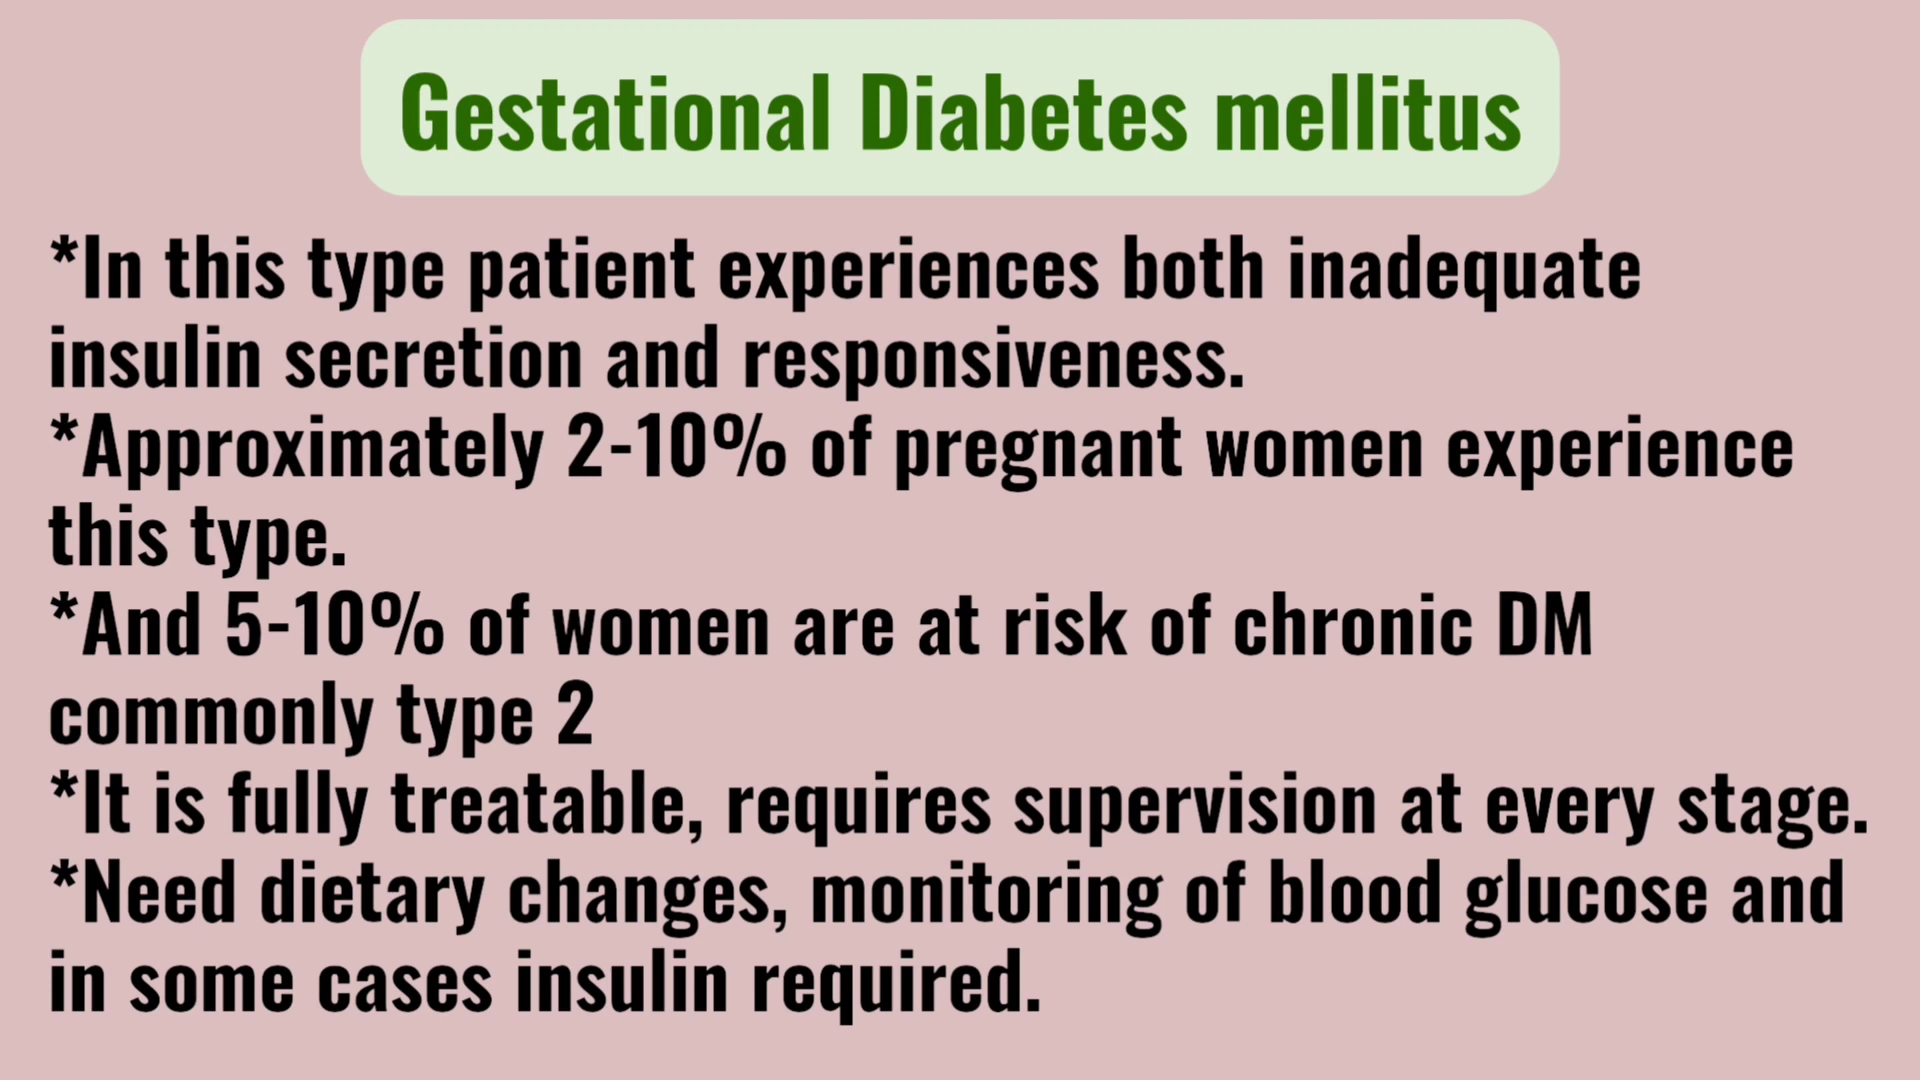 Gestational Diabetes mellitus
*In this type patient experiences both inadequate
insulin secretion and responsiveness.
*Approximately 2-10% of pregnant women experience
this type.
*And 5-10% of women are at risk of chronic DM
commonly type 2
*It is fully treatable, requires supervision at every stage.
*Need dietary changes, monitoring of blood glucose and
in some cases insulin required.